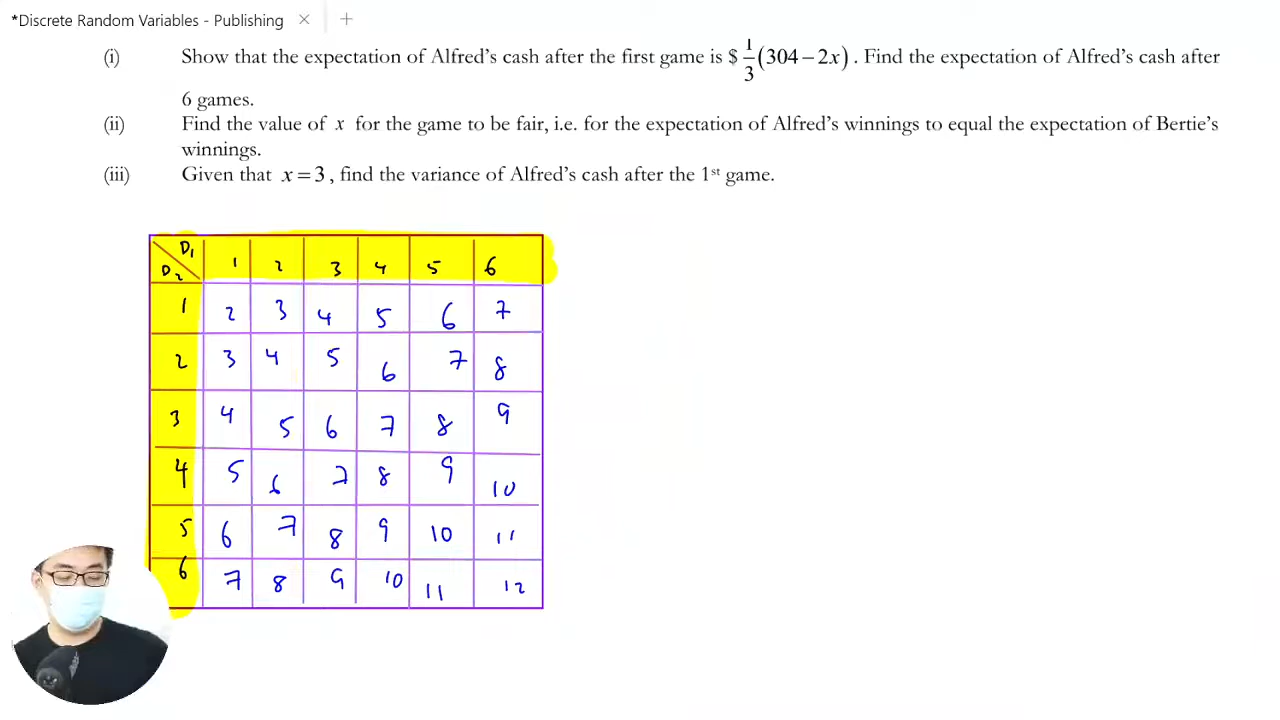 *Discrete Random Variables - Publishing
(i) Show that the expectation of Alfred's cash after the first game is $ 1/3 (304 − 2x). Find the expectation of Alfred's cash after
6 games.
(ii) Find the value of x for the game to be fair, i.e. for the expectation of Alfred's winnings to equal the expectation of Bertie's
winnings.
(iii) Given that x = 3, find the variance of Alfred's cash after the 1st game.
D1 D2 1 2 3 4 5 6
1 2 3 4 5 6 7
2 3 4 5 6 7 8
3 4 5 6 7 8 9
4 5 6 7 8 9 10
5 6 7 8 9 10 11
6 7 8 9 10 11 12